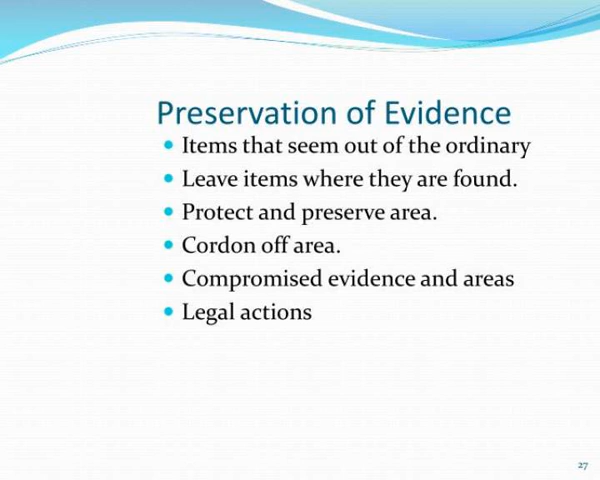 Preservation of Evidence
• Items that seem out of the ordinary
• Leave items where they are found.
• Protect and preserve area.
• Cordon off area.
• Compromised evidence and areas
• Legal actions
27